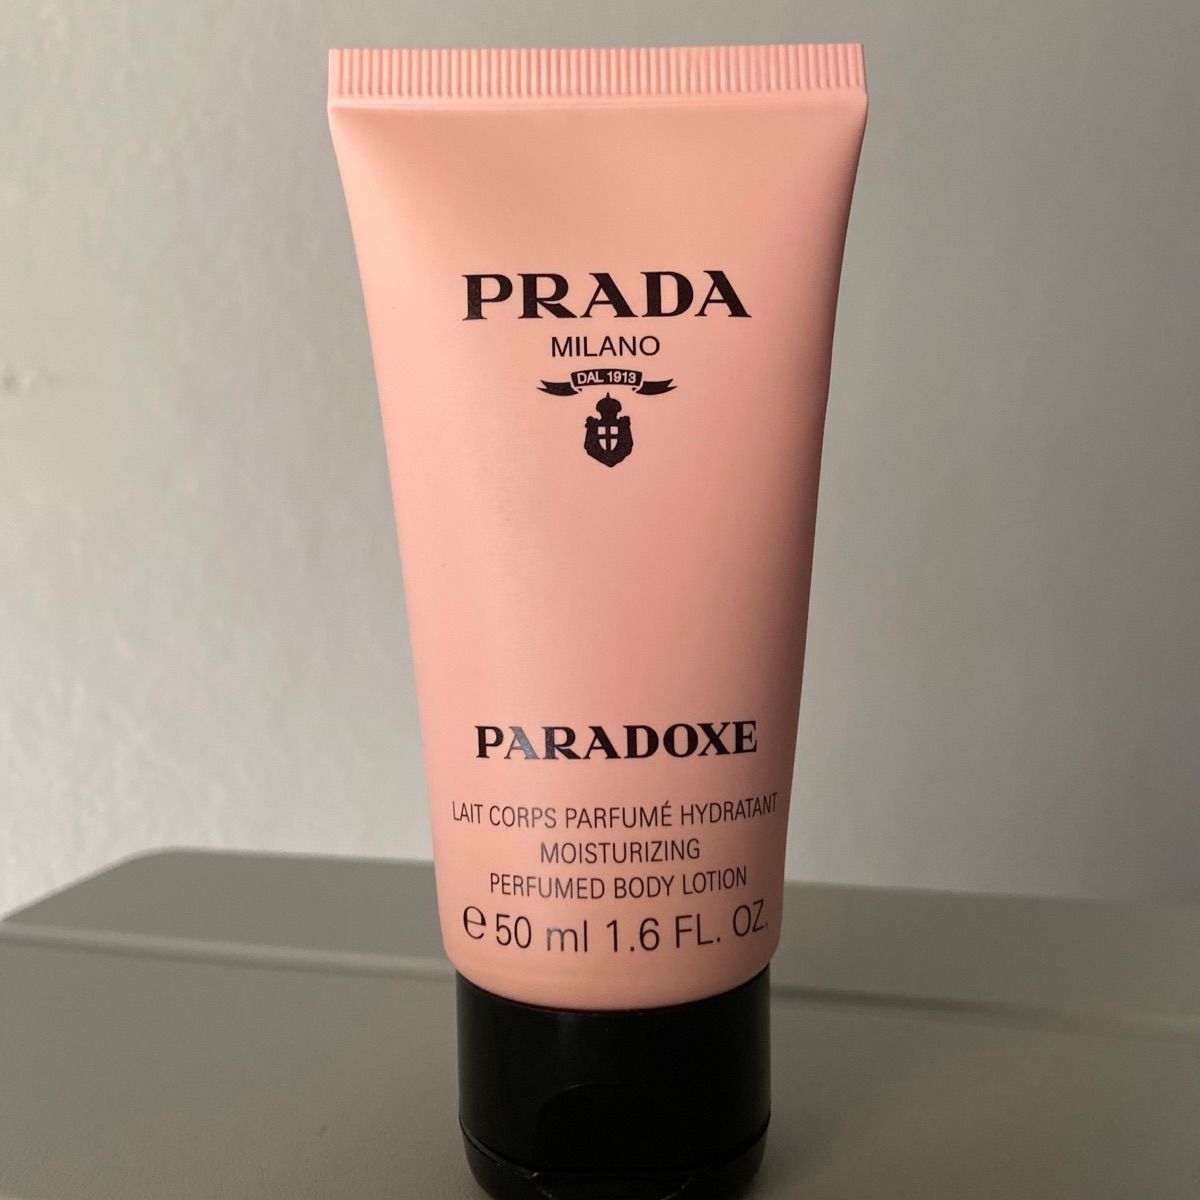 PRADA
MILANO
DAL 1913
PARADOXE
LAIT CORPS PARFUMÉ HYDRATANT
MOISTURIZING
PERFUMED BODY LOTION
℮ 50 ml 1.6 FL. OZ.